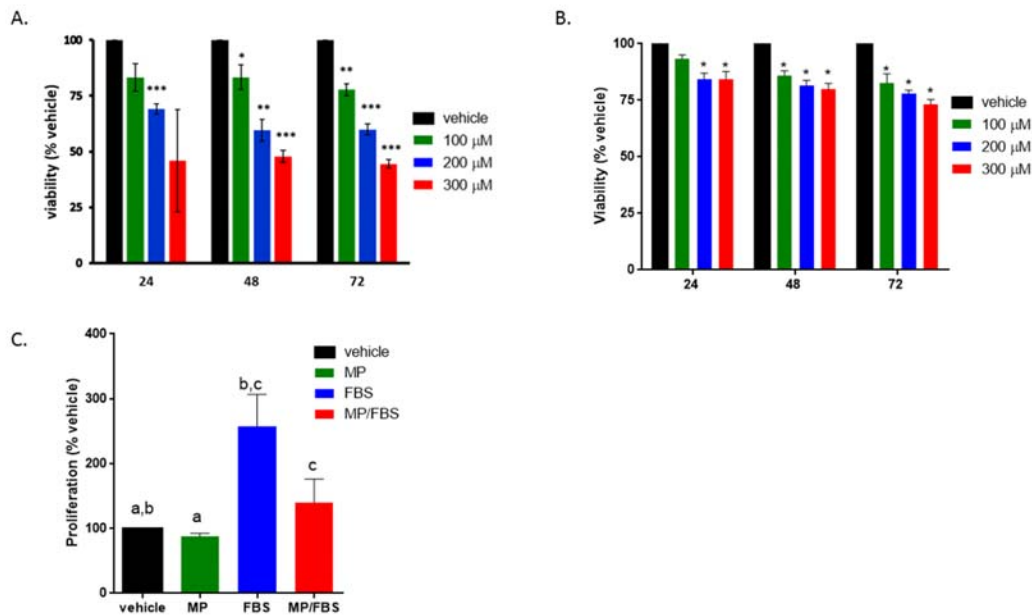 A.
viability (% vehicle)
100
75
50
25
0
***
*
**
***
**
***
***
24
48
72
vehicle
100 μM
200 μM
300 μM
B.
Viability (% vehicle)
100
75
50
25
0
* *
* * *
* * *
24
48
72
vehicle
100 μM
200 μM
300 μM
C.
Proliferation (% vehicle)
400
300
200
100
0
a,b
a
b,c
c
vehicle
MP
FBS
MP/FBS
vehicle
MP
FBS
MP/FBS